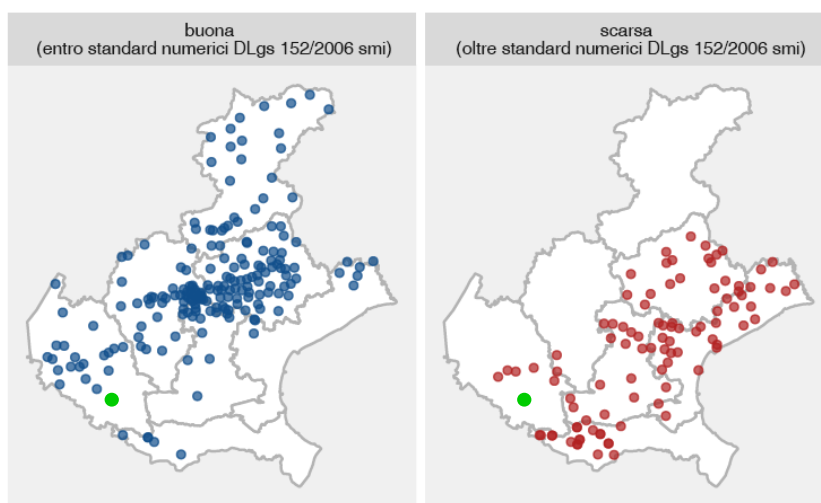 buona
(entro standard numerici DLgs 152/2006 smi)
scarsa
(oltre standard numerici DLgs 152/2006 smi)